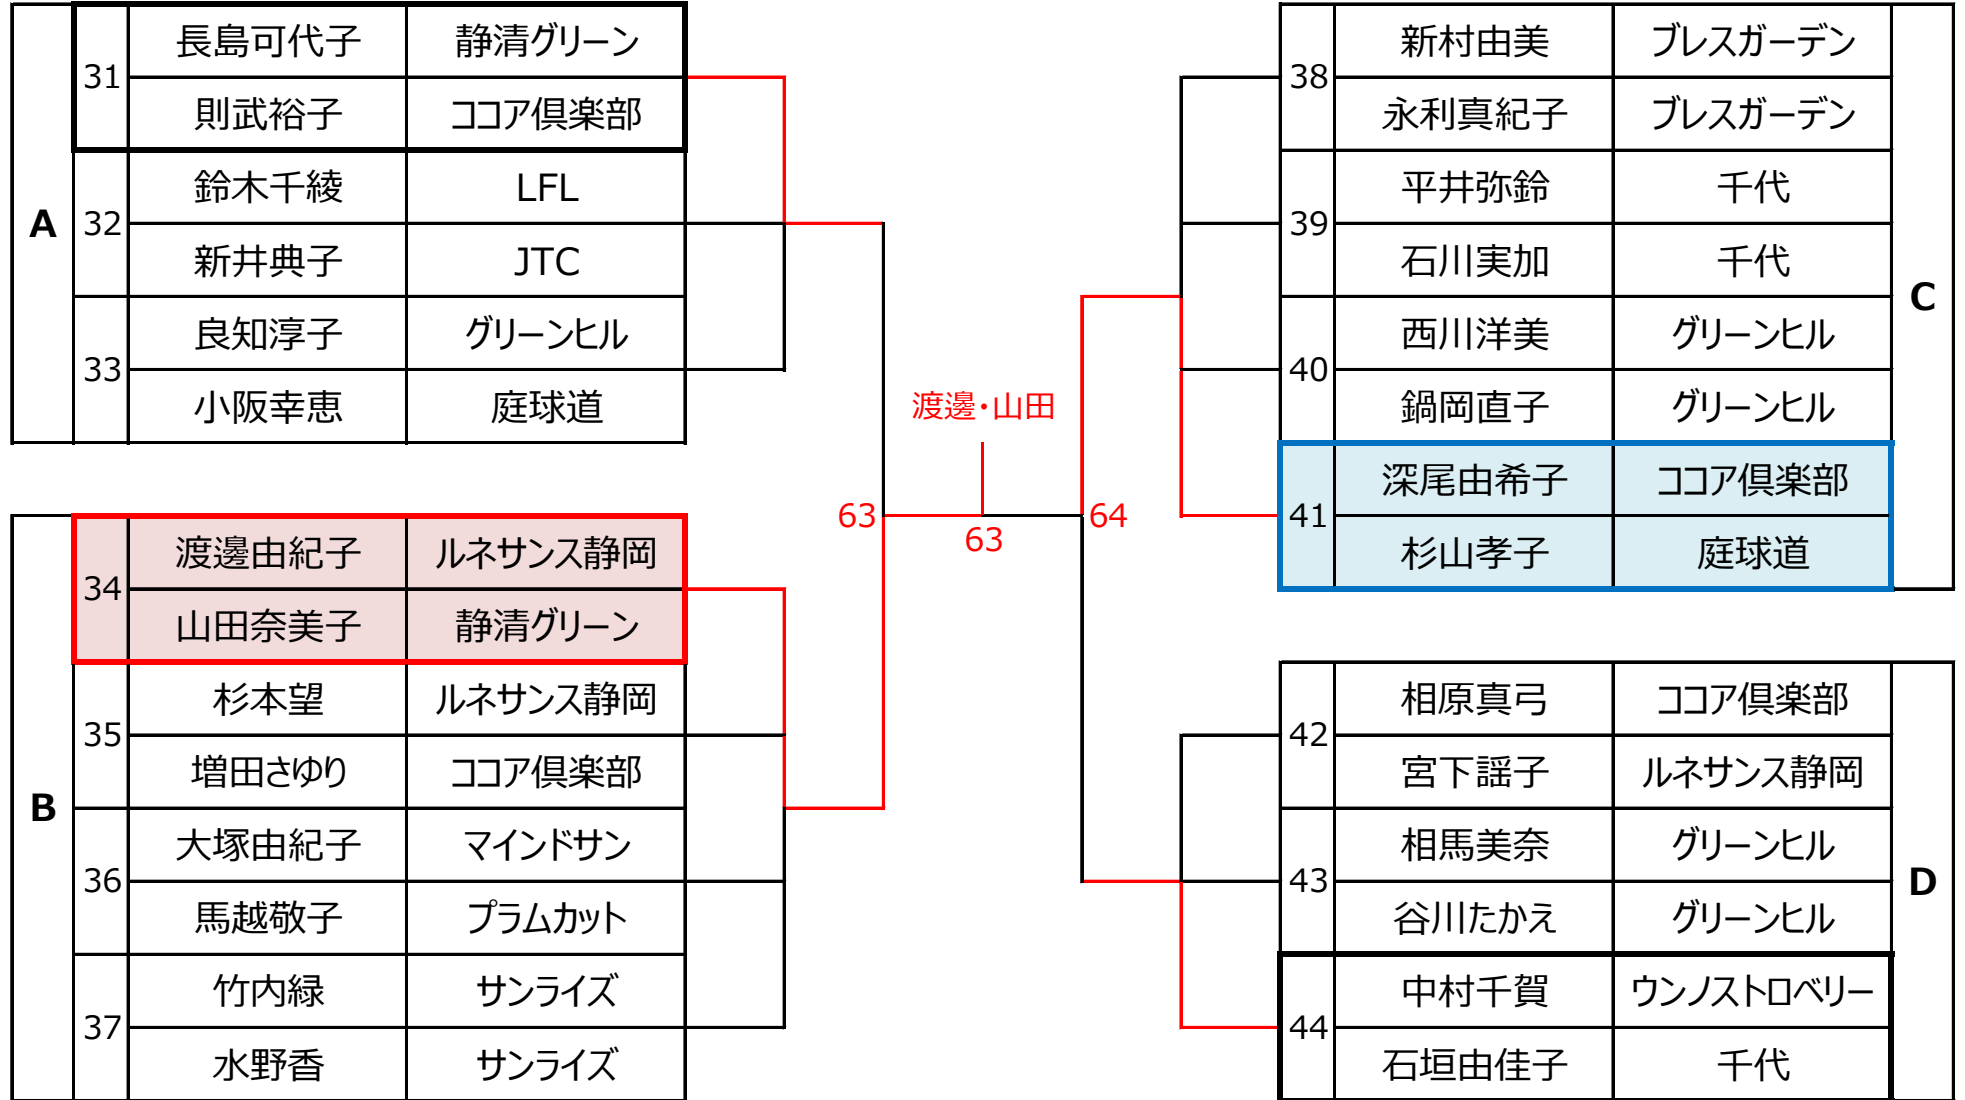 A
31 長島可代子 静清グリーン
則武裕子 ココア倶楽部
32 鈴木千綾 LFL
新井典子 JTC
33 良知淳子 グリーンヒル
小阪幸恵 庭球道
B
34 渡邊由紀子 ルネサンス静岡
山田奈美子 静清グリーン
35 杉本望 ルネサンス静岡
増田さゆり ココア倶楽部
36 大塚由紀子 マインドサン
馬越敬子 プラムカット
37 竹内緑 サンライズ
水野香 サンライズ
渡邊・山田
63
63
64
C
38 新村由美 ブレスガーデン
永利真紀子 ブレスガーデン
39 平井弥鈴 千代
石川実加 千代
40 西川洋美 グリーンヒル
鍋岡直子 グリーンヒル
41 深尾由希子 ココア倶楽部
杉山孝子 庭球道
D
42 相原真弓 ココア倶楽部
宮下謡子 ルネサンス静岡
43 相馬美奈 グリーンヒル
谷川たかえ グリーンヒル
44 中村千賀 ウンノストロベリー
石垣由佳子 千代